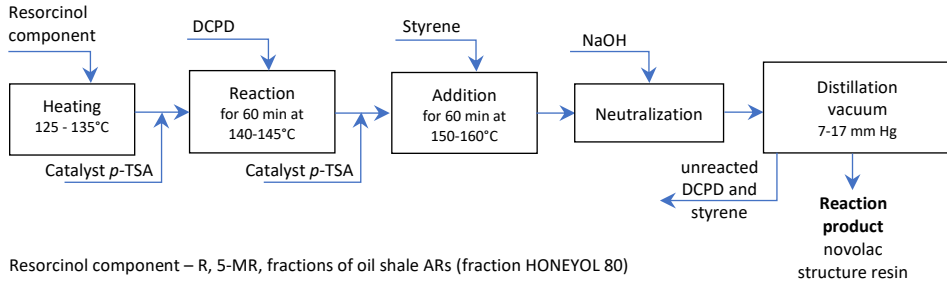 Resorcinol
component
DCPD
Styrene
NaOH
Heating
125 - 135°C
Reaction
for 60 min at
140-145°C
Addition
for 60 min at
150-160°C
Neutralization
Distillation
vacuum
7-17 mm Hg
Catalyst p-TSA
Catalyst p-TSA
unreacted
DCPD and
styrene
Reaction
product
novolac
structure resin
Resorcinol component – R, 5-MR, fractions of oil shale ARs (fraction HONEYOL 80)